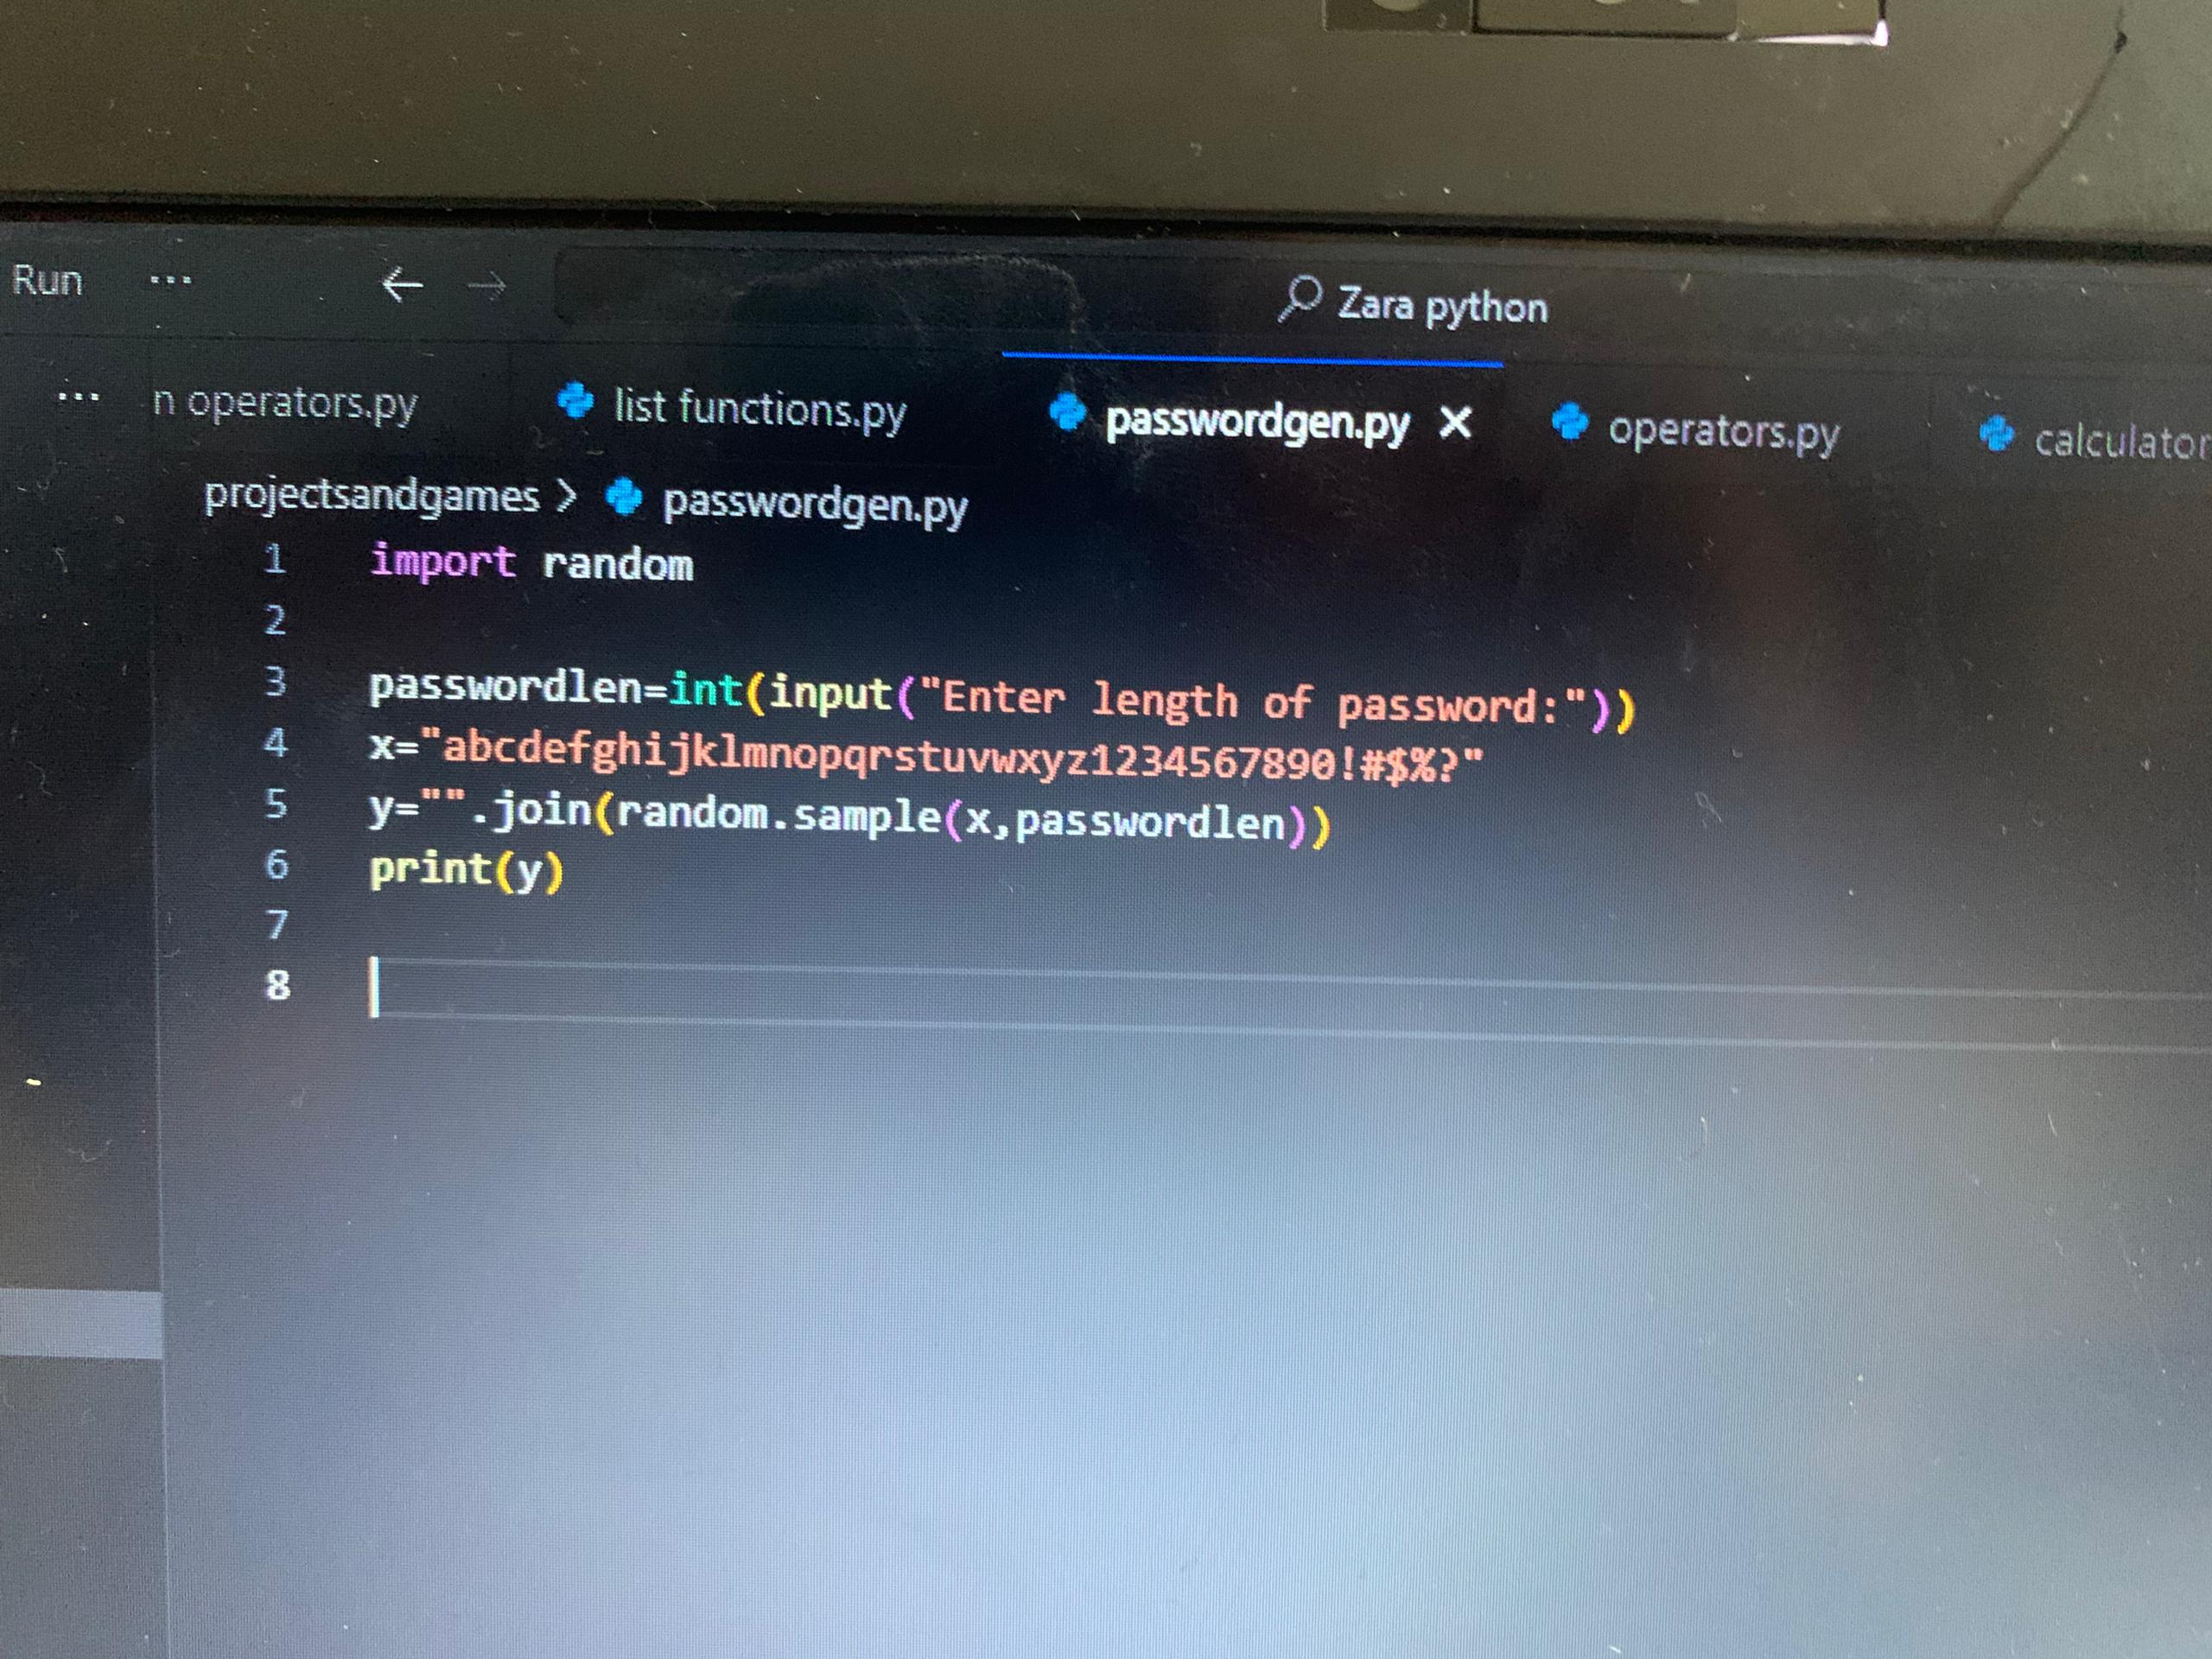 Run ... ← → Zara python
... n operators.py list functions.py passwordgen.py X operators.py calculator
projectsandgames > passwordgen.py
1 import random
2
3 passwordlen=int(input("Enter length of password:"))
4 x="abcdefghijklmnopqrstuvwxyz1234567890!#$%?"
5 y="".join(random.sample(x,passwordlen))
6 print(y)
7
8